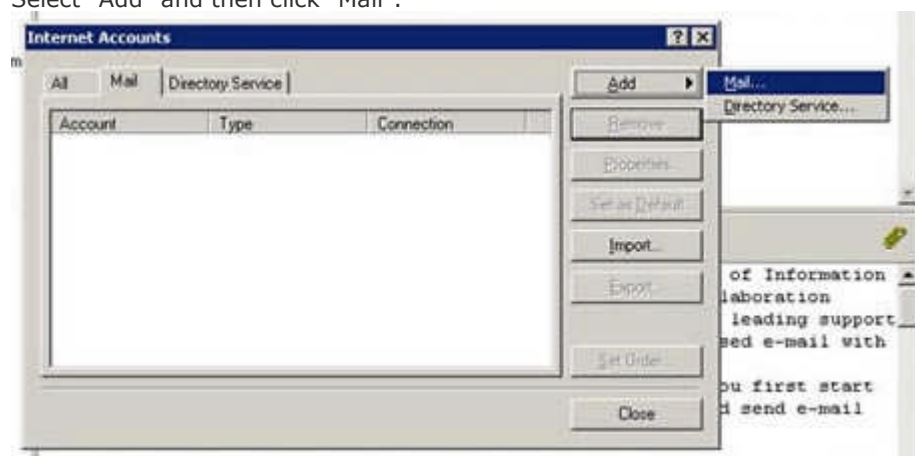 Select "Add" and then click "Mail".
Internet Accounts
m
All Mail Directory Service
Add
Mail...
Directory Service...
Account Type Connection
Remove
Properties
Set as Default
Import...
Export...
Set Order...
Close
of Information
laboration
leading support
sed e-mail with
ou first start
d send e-mail